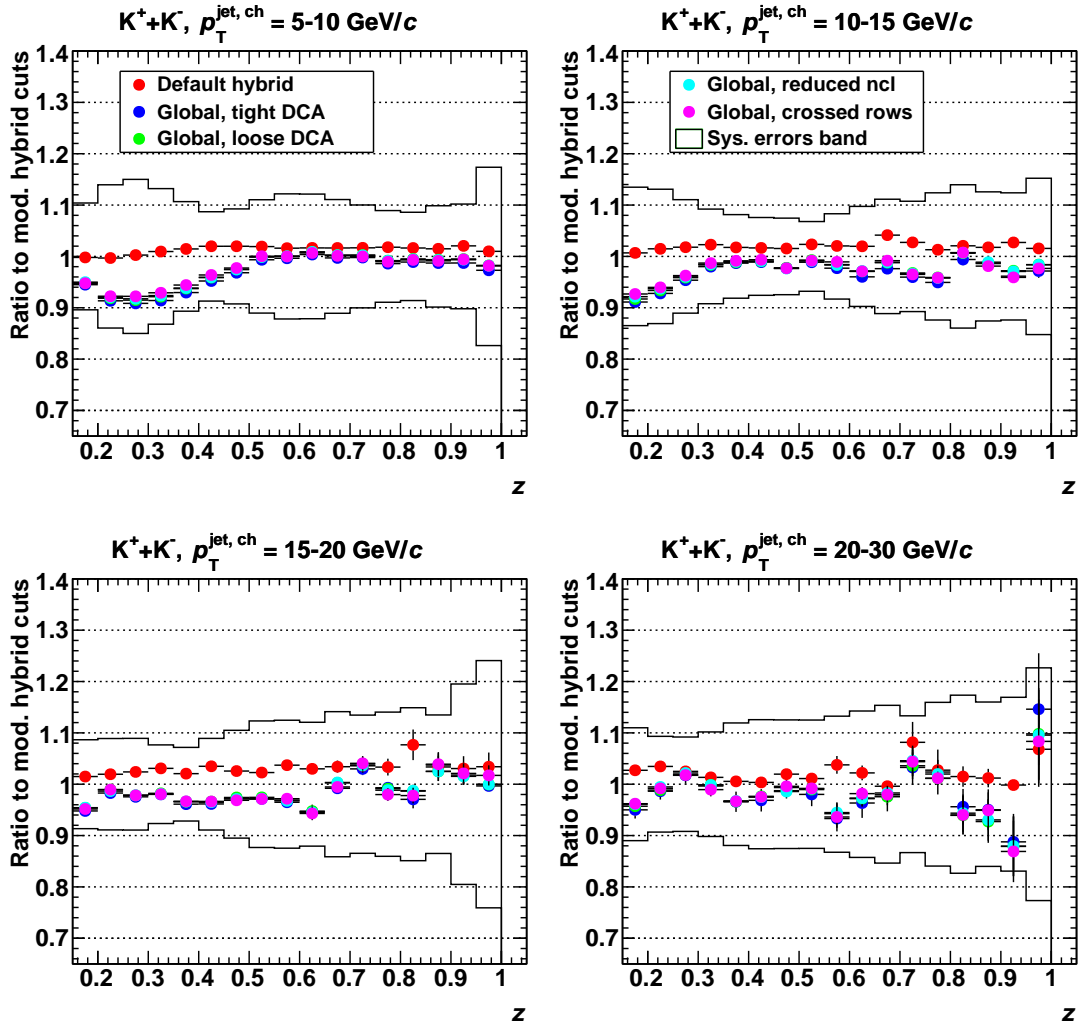 K⁺+K⁻, p_T^{jet, ch} = 5-10 GeV/c
Ratio to mod. hybrid cuts
1.4
1.3
1.2
1.1
1
0.9
0.8
0.7
Default hybrid
Global, tight DCA
Global, loose DCA
0.2 0.3 0.4 0.5 0.6 0.7 0.8 0.9 1
z
K⁺+K⁻, p_T^{jet, ch} = 10-15 GeV/c
Ratio to mod. hybrid cuts
1.4
1.3
1.2
1.1
1
0.9
0.8
0.7
Global, reduced ncl
Global, crossed rows
Sys. errors band
0.2 0.3 0.4 0.5 0.6 0.7 0.8 0.9 1
z
K⁺+K⁻, p_T^{jet, ch} = 15-20 GeV/c
Ratio to mod. hybrid cuts
1.4
1.3
1.2
1.1
1
0.9
0.8
0.7
0.2 0.3 0.4 0.5 0.6 0.7 0.8 0.9 1
z
K⁺+K⁻, p_T^{jet, ch} = 20-30 GeV/c
Ratio to mod. hybrid cuts
1.4
1.3
1.2
1.1
1
0.9
0.8
0.7
0.2 0.3 0.4 0.5 0.6 0.7 0.8 0.9 1
z